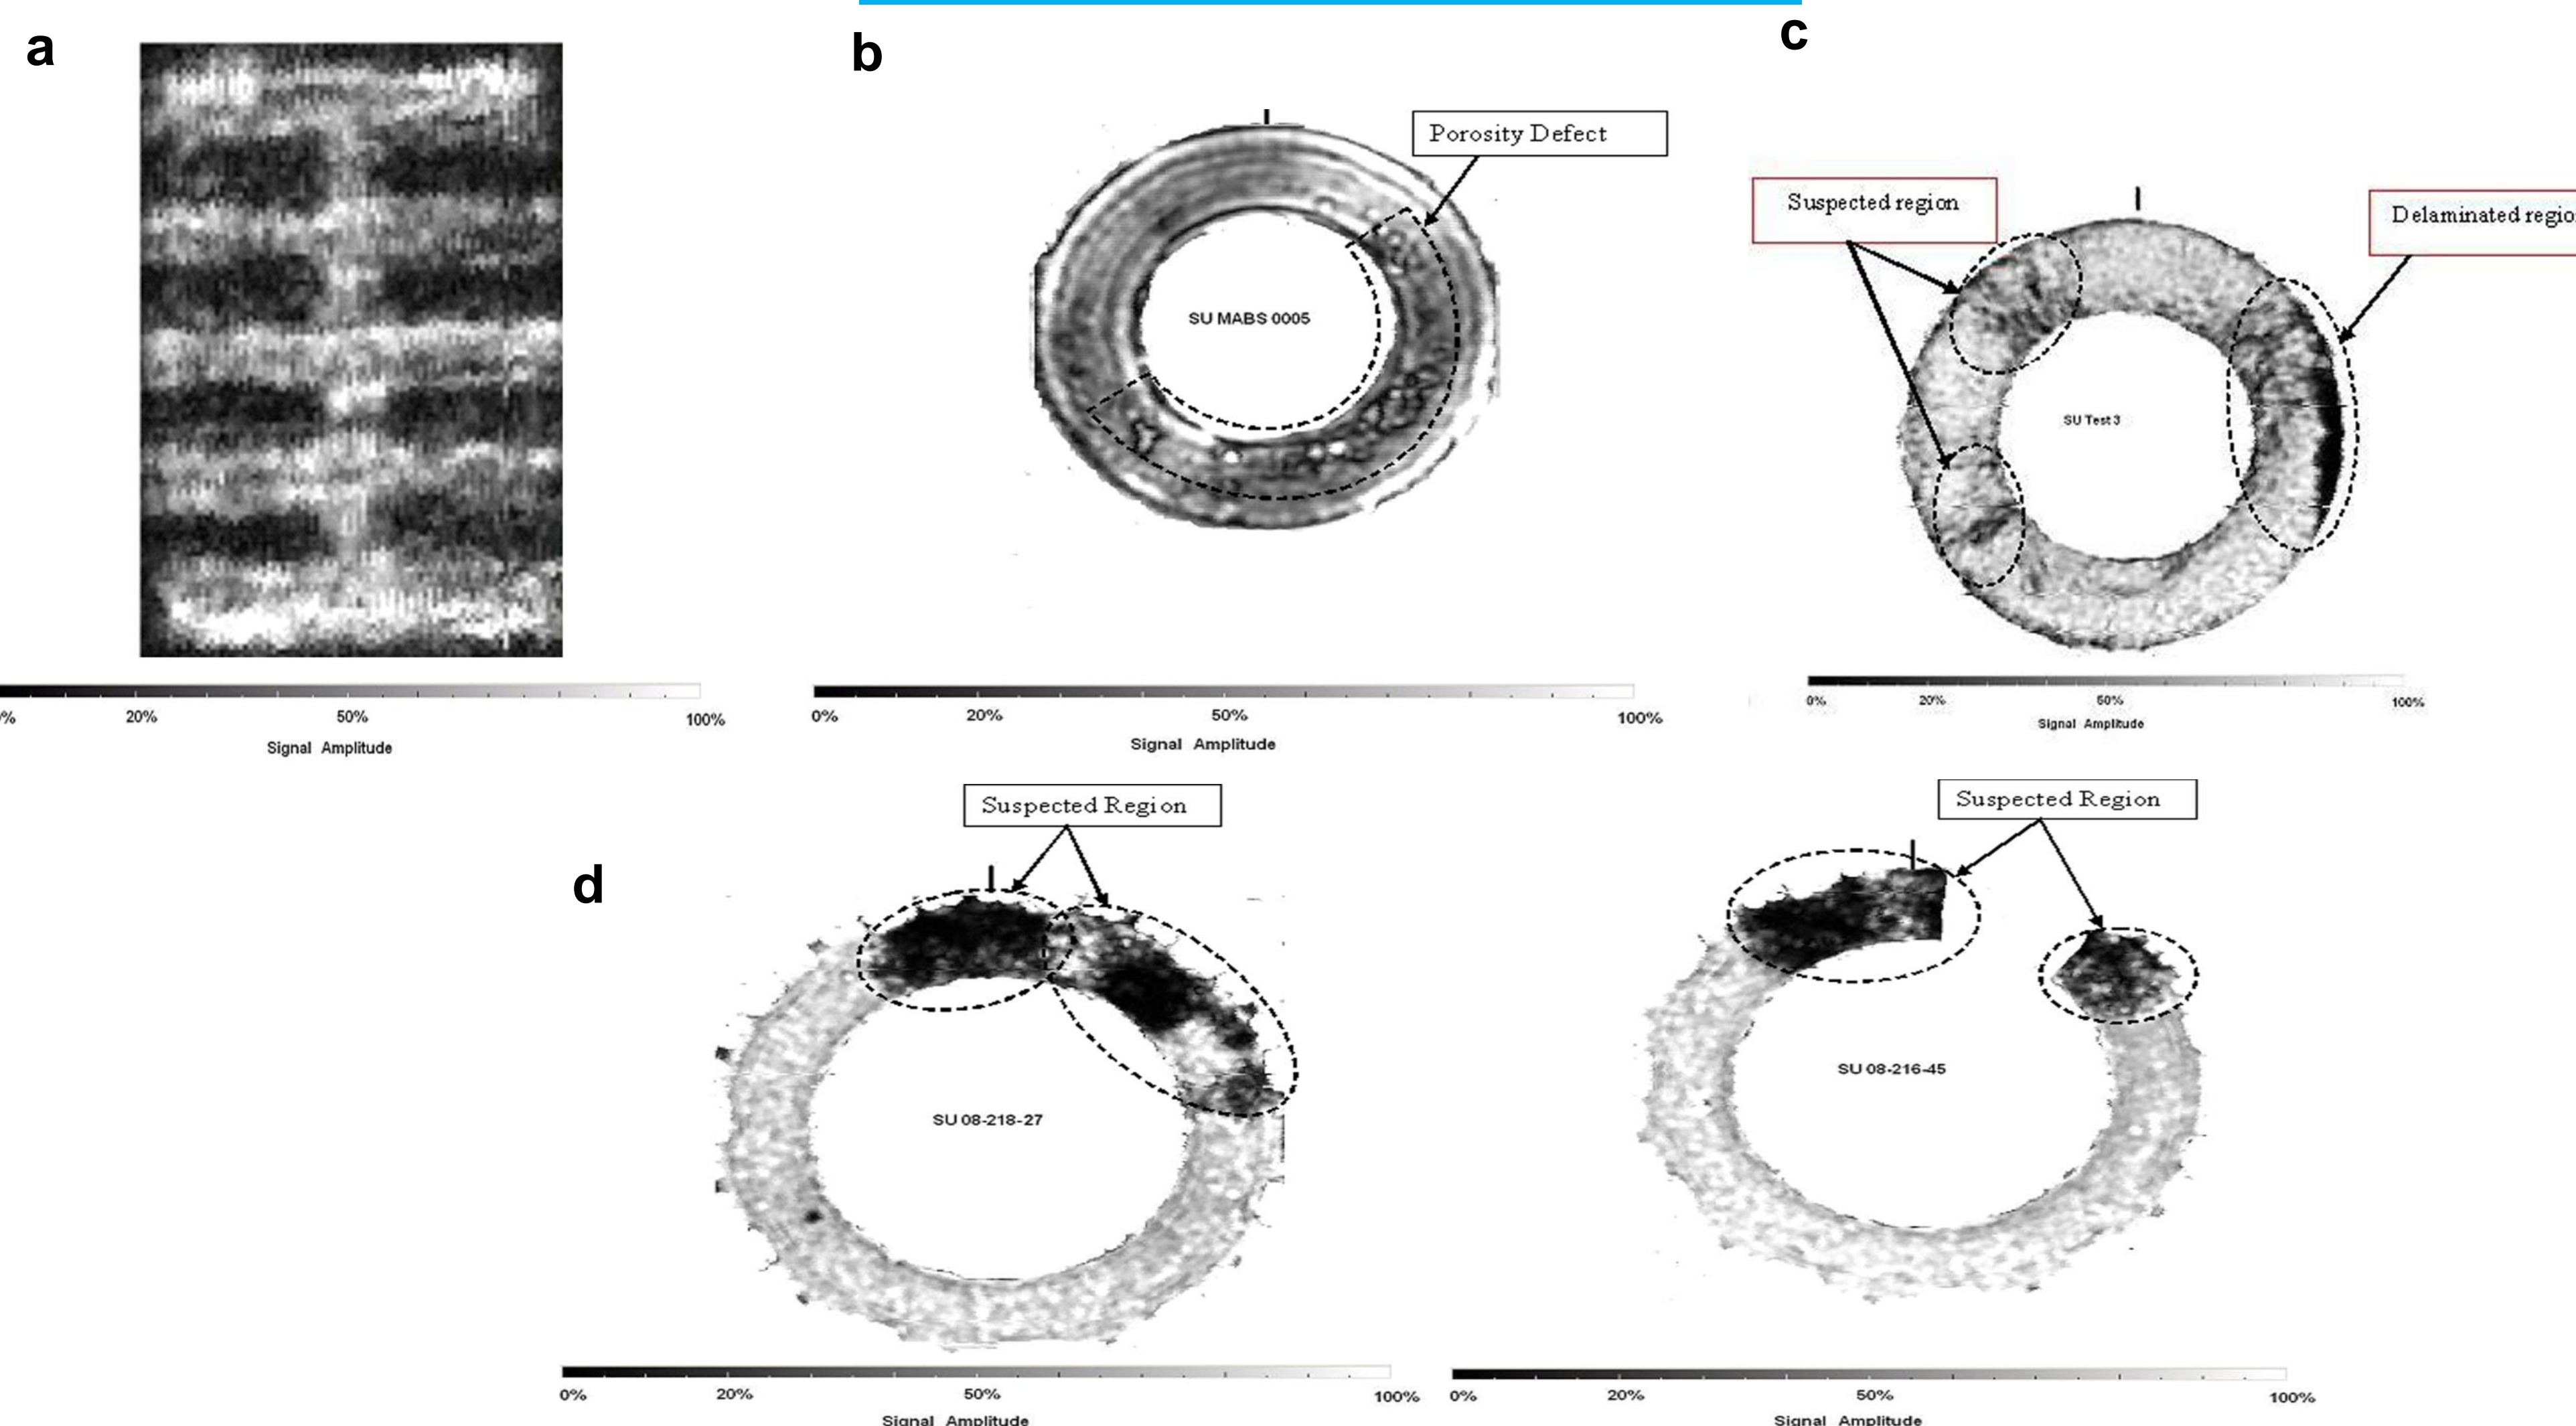 a
b
c
Porosity Defect
Suspected region
Delaminated regio
SU MABS 0005
SU Test 3
% 20% 50% 100%
Signal Amplitude
0% 20% 50% 100%
Signal Amplitude
0% 20% 50% 100%
Signal Amplitude
d
Suspected Region
Suspected Region
SU 08-218-27
SU 08-216-45
0% 20% 50% 100%
Signal Amplitude
0% 20% 50% 100%
Signal Amplitude